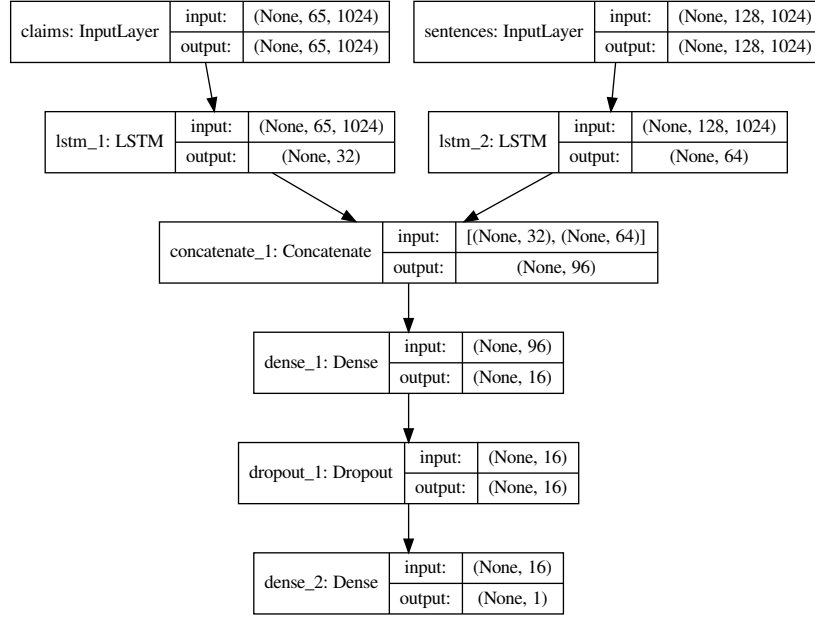 claims: InputLayer
input: (None, 65, 1024)
output: (None, 65, 1024)
sentences: InputLayer
input: (None, 128, 1024)
output: (None, 128, 1024)
lstm_1: LSTM
input: (None, 65, 1024)
output: (None, 32)
lstm_2: LSTM
input: (None, 128, 1024)
output: (None, 64)
concatenate_1: Concatenate
input: [(None, 32), (None, 64)]
output: (None, 96)
dense_1: Dense
input: (None, 96)
output: (None, 16)
dropout_1: Dropout
input: (None, 16)
output: (None, 16)
dense_2: Dense
input: (None, 16)
output: (None, 1)